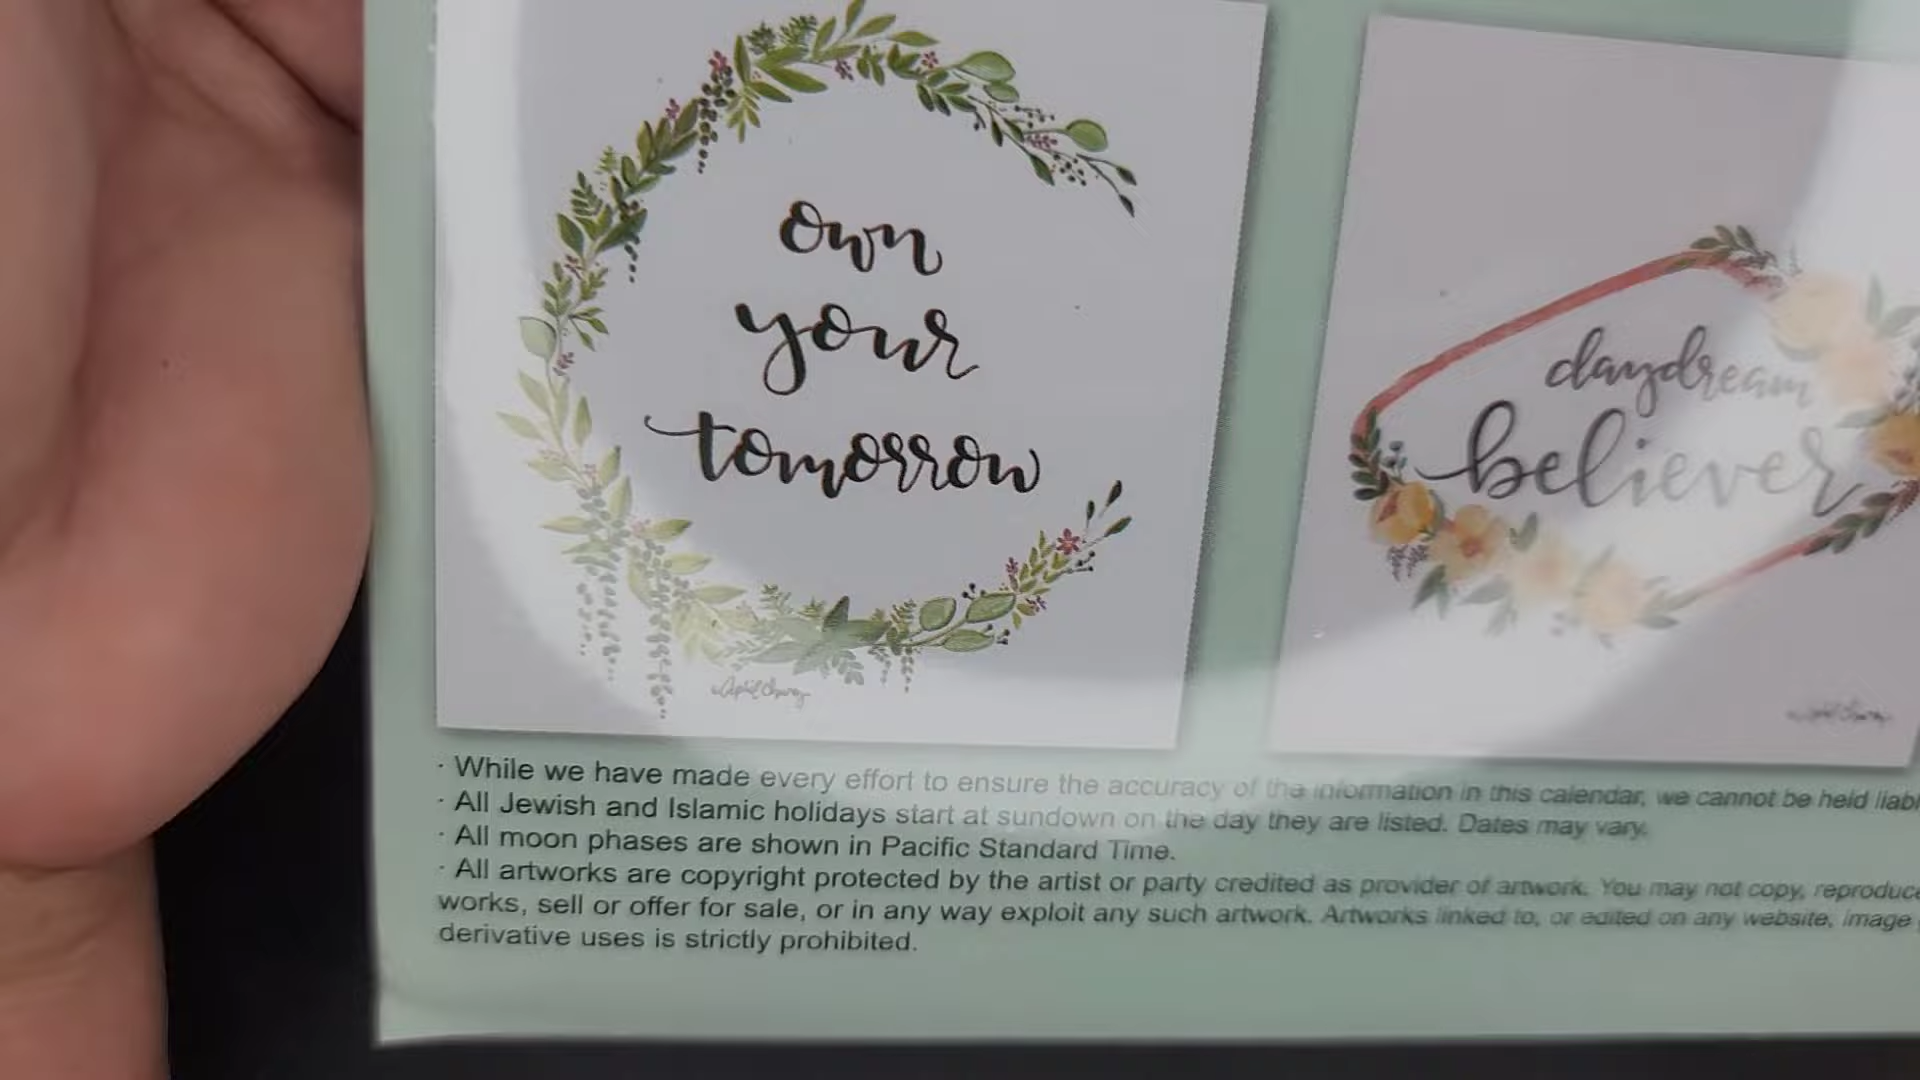 own
your
tomorrow
daydream
believer
April Chung
· While we have made every effort to ensure the accuracy of the information in this calendar, we cannot be held
· All Jewish and Islamic holidays start at sundown on the day they are listed. Dates may vary.
· All moon phases are shown in Pacific Standard Time.
· All artworks are copyright protected by the artist or party credited as provider of artwork. You may not copy,
works, sell or offer for sale, or in any way exploit any such artwork. Artworks linked to, or edited on any website, image
derivative uses is strictly prohibited.